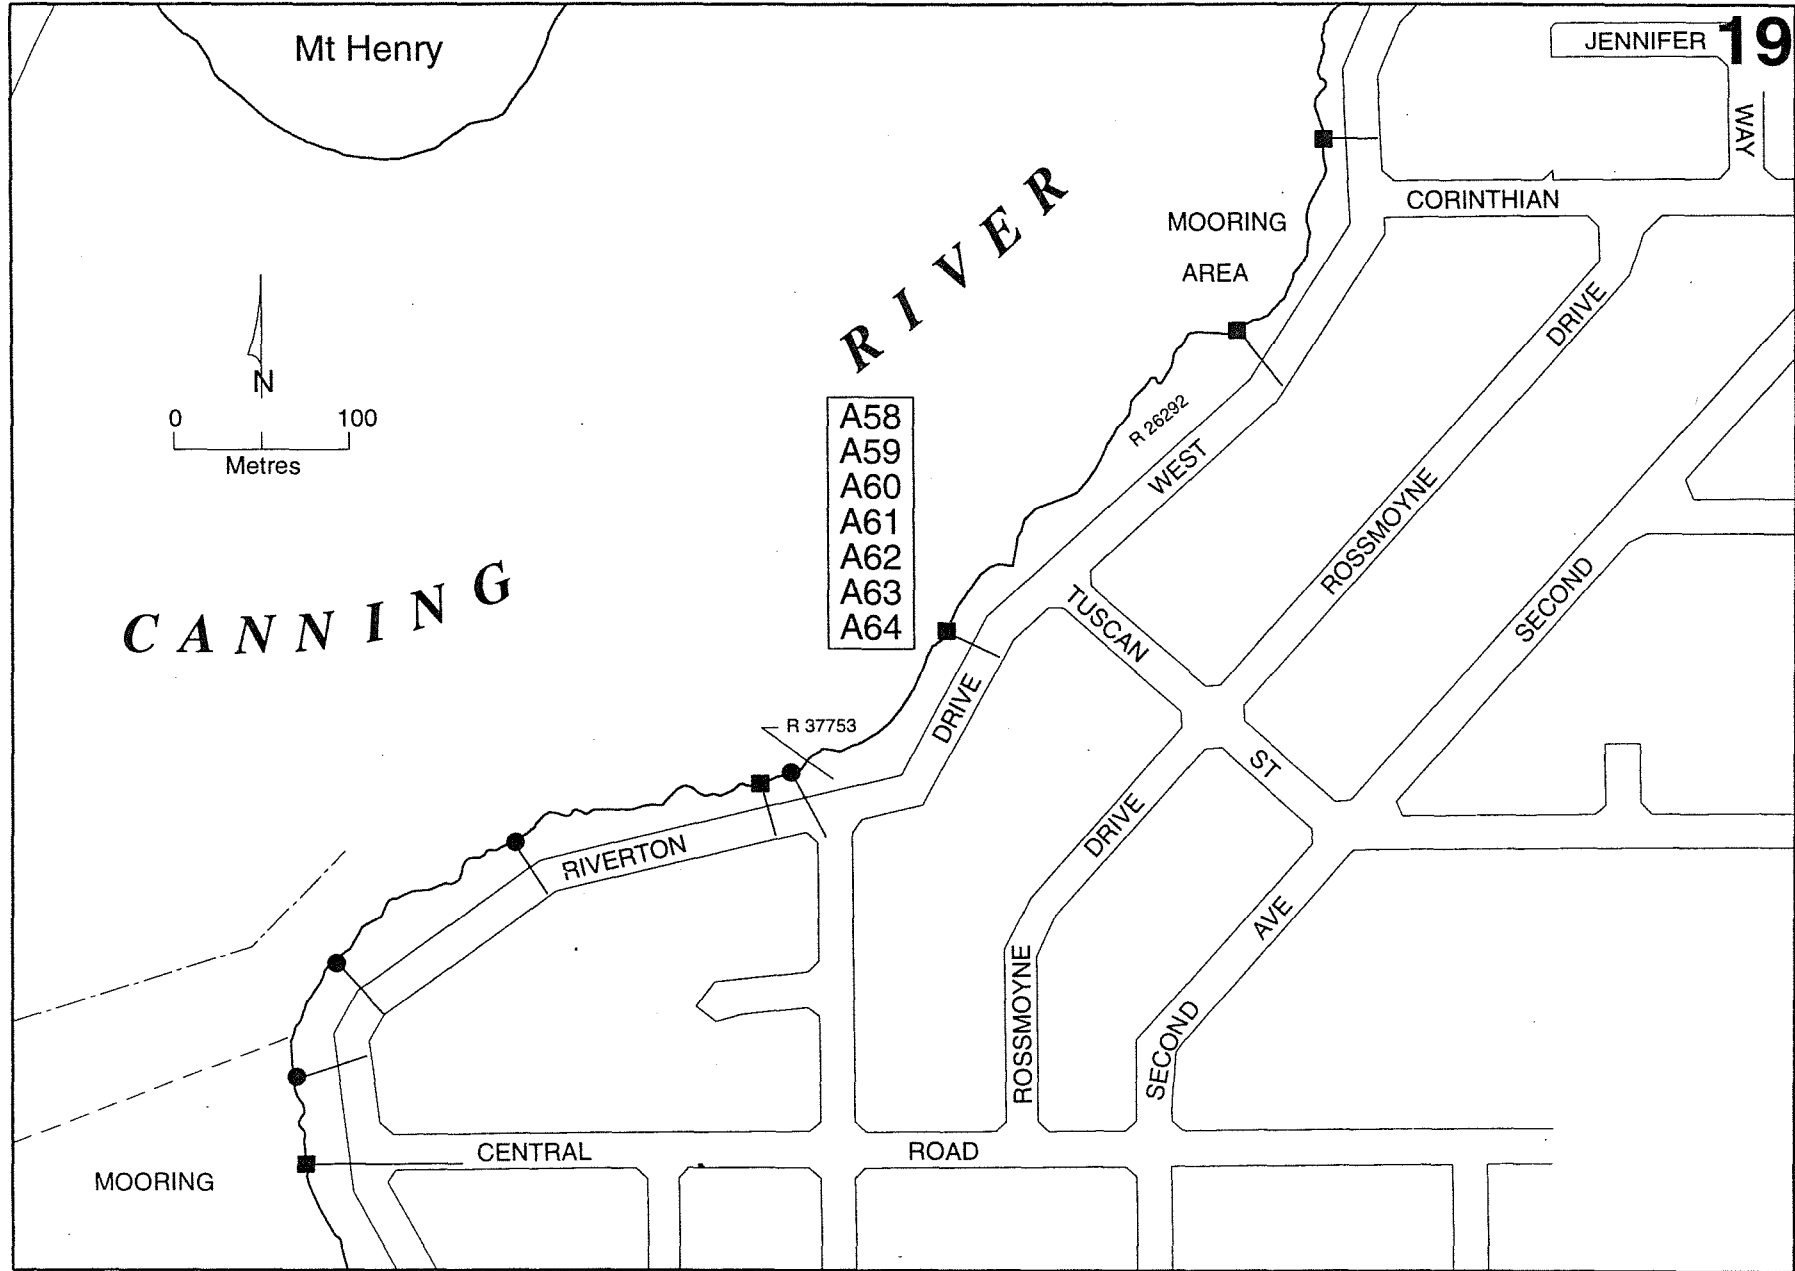 Mt Henry
JENNIFER
19
WAY
CORINTHIAN
MOORING
AREA
RIVER
DRIVE
N
0 100
Metres
A58
A59
A60
A61
A62
A63
A64
R 26292
WEST
ROSSMOYNE
SECOND
CANNING
TUSCAN
DRIVE
R 37753
ST
DRIVE
RIVERTON
AVE
ROSSMOYNE
SECOND
CENTRAL
ROAD
MOORING